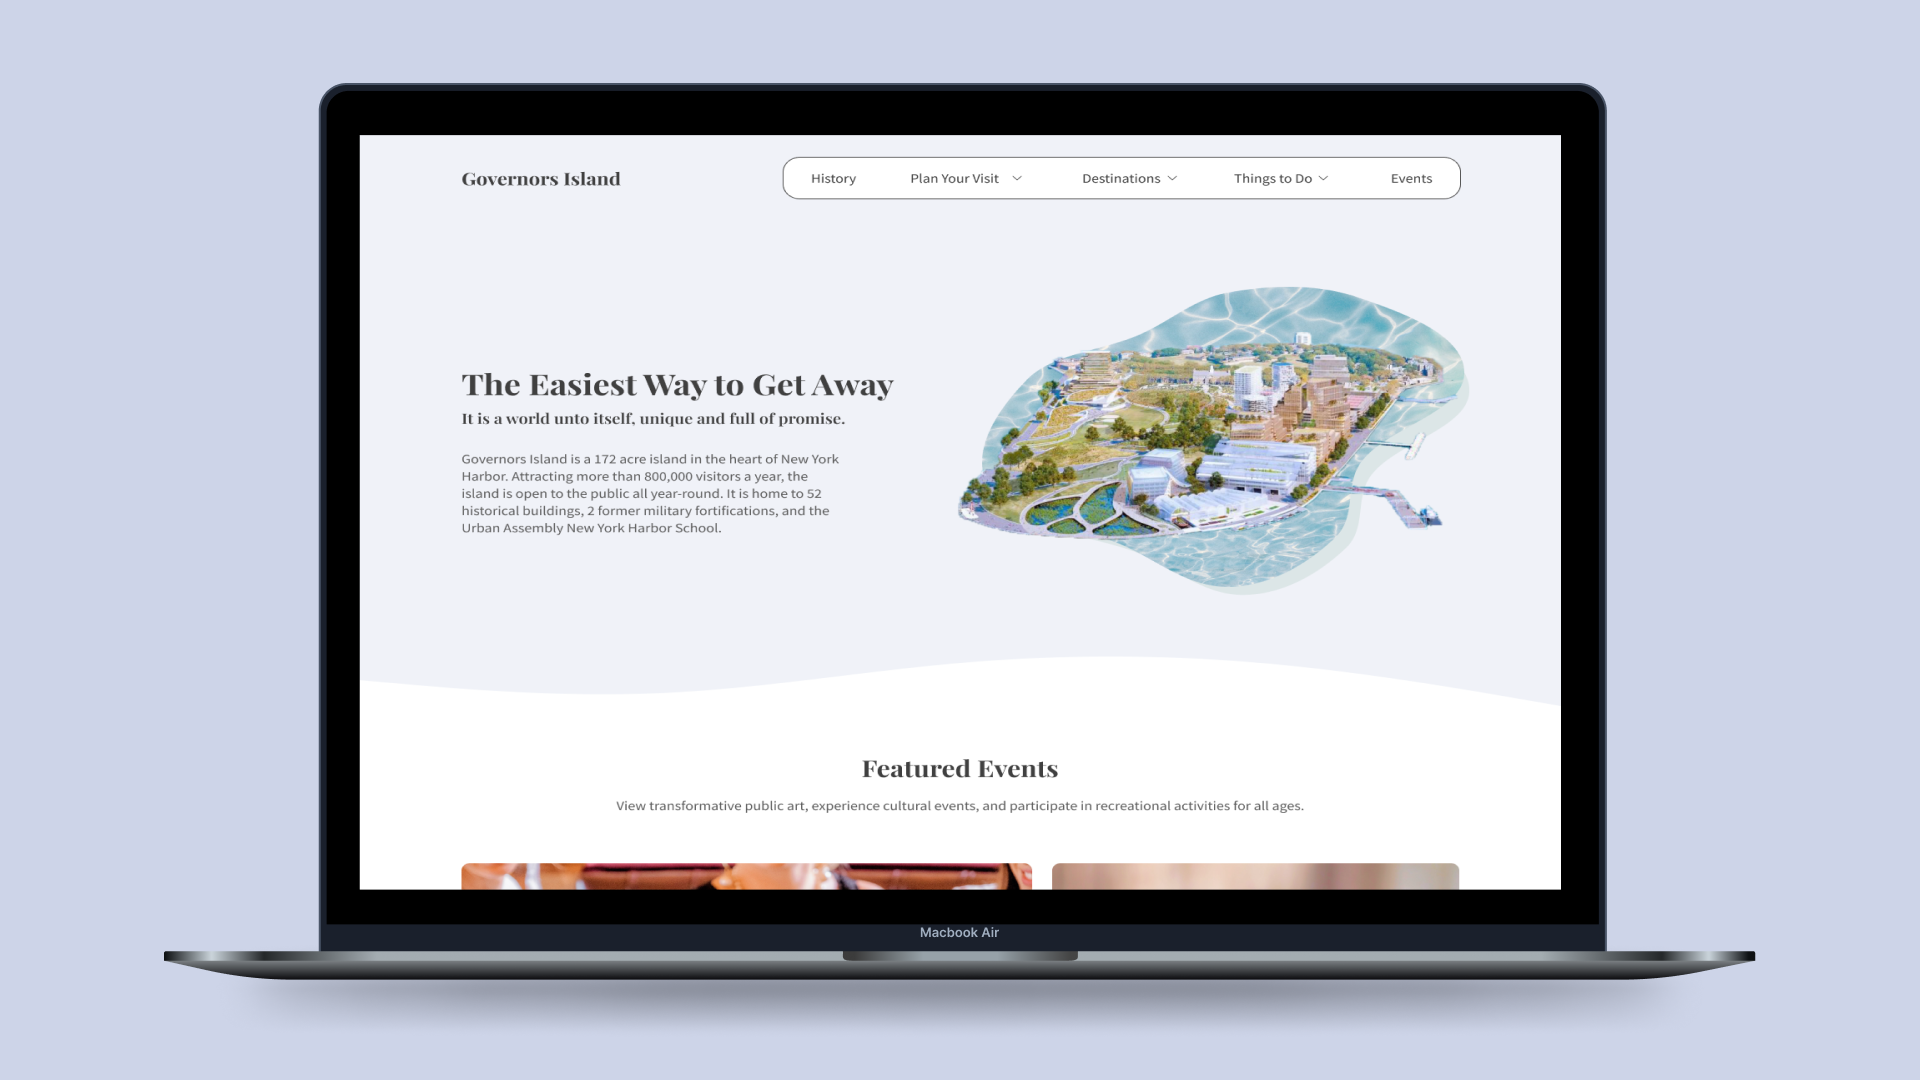 Governors Island
History Plan Your Visit Destinations Things to Do Events
The Easiest Way to Get Away
It is a world unto itself, unique and full of promise.
Governors Island is a 172 acre island in the heart of New York
Harbor. Attracting more than 800,000 visitors a year, the
island is open to the public all year-round. It is home to 52
historical buildings, 2 former military fortifications, and the
Urban Assembly New York Harbor School.
Featured Events
View transformative public art, experience cultural events, and participate in recreational activities for all ages.
Macbook Air